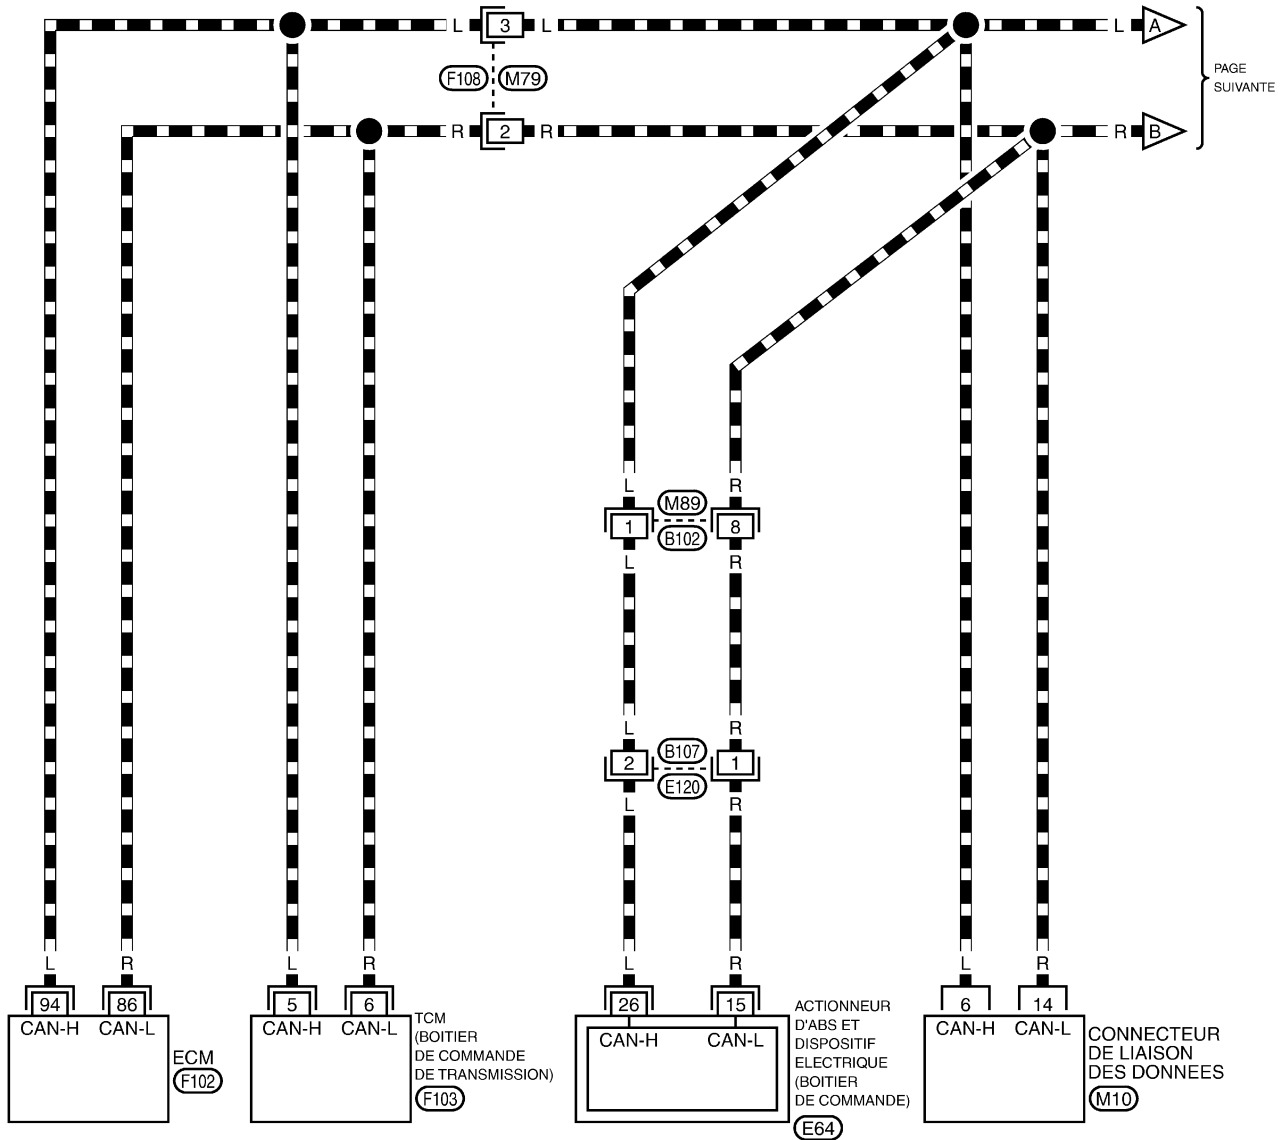 L 3 L L A
PAGE
SUIVANTE
F108 M79
R 2 R R B
L R
M89
1 8
B102
L R
L R
B107
2 1
E120
L R
L R L R L R L R
94 86 5 6 26 15 6 14
CAN-H CAN-L CAN-H CAN-L CAN-H CAN-L CAN-H CAN-L
ECM
F102
TCM
(BOITIER
DE COMMANDE
DE TRANSMISSION)
F103
ACTIONNEUR
D'ABS ET
DISPOSITIF
ELECTRIQUE
(BOITIER
DE COMMANDE)
E64
CONNECTEUR
DE LIAISON
DES DONNEES
M10